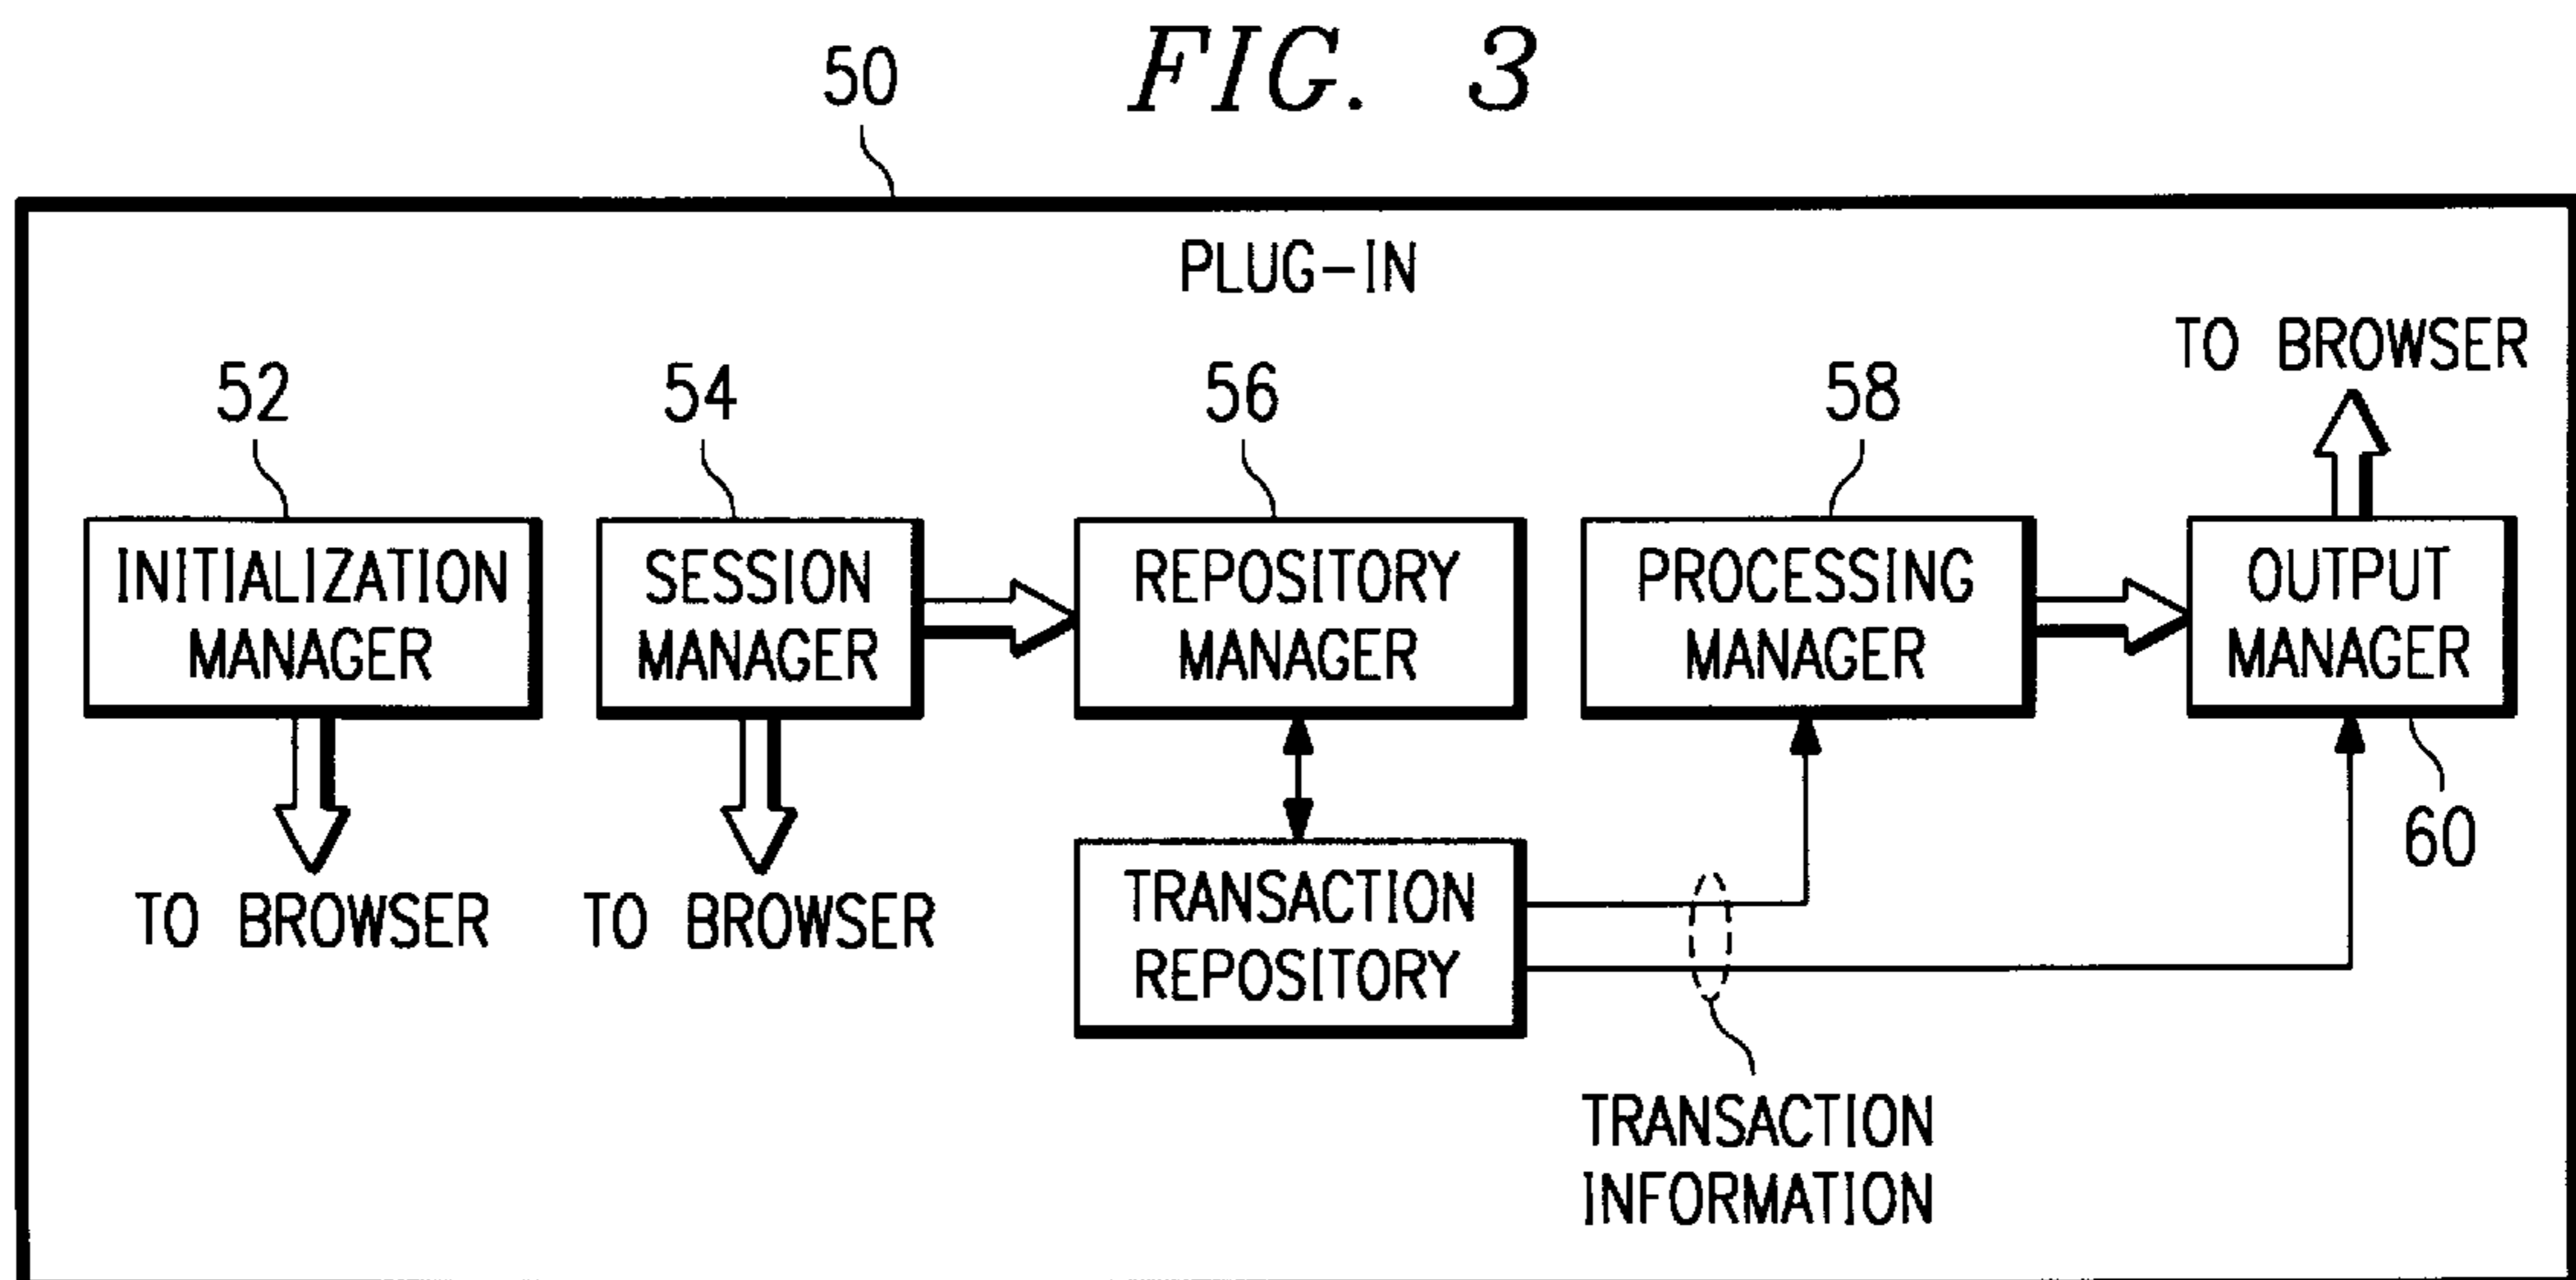 FIG. 3
50
PLUG-IN
TO BROWSER
52
54
56
58
INITIALIZATION
MANAGER
SESSION
MANAGER
REPOSITORY
MANAGER
PROCESSING
MANAGER
OUTPUT
MANAGER
60
TO BROWSER
TO BROWSER
TRANSACTION
REPOSITORY
TRANSACTION
INFORMATION